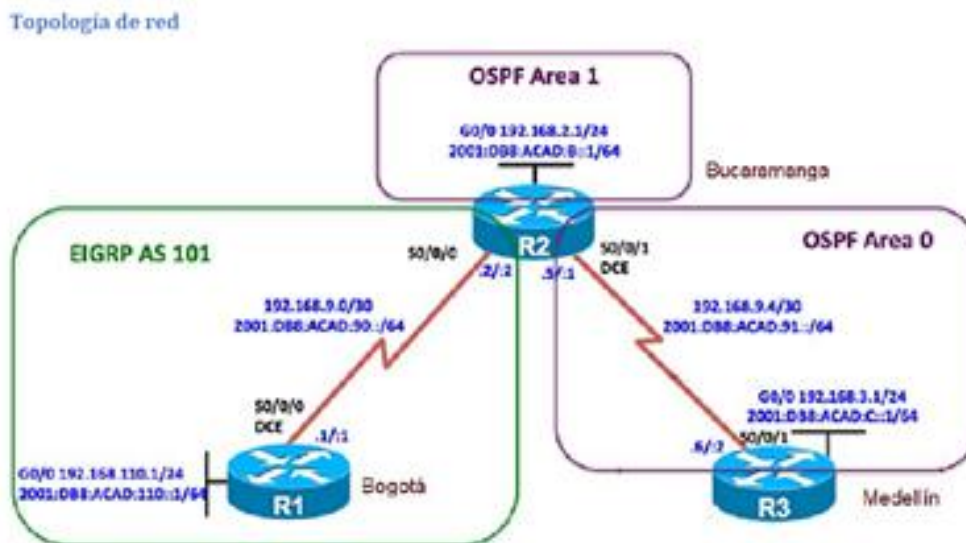 Topología de red
OSPF Area 1
G0/0 192.168.2.1/24
2001:DB8:ACAD:B::1/64
Bucaramanga
EIGRP AS 101
S0/0/0
R2
S0/0/1
DCE
OSPF Area 0
.2/:2
.5/:1
192.168.9.0/30
2001:DB8:ACAD:90::/64
192.168.9.4/30
2001:DB8:ACAD:91::/64
S0/0/0
DCE
.1/:1
G0/0 192.168.3.1/24
2001:DB8:ACAD:C::1/64
.6/:2
S0/0/1
G0/0 192.168.110.1/24
2001:DB8:ACAD:110::1/64
R1
Bogotá
R3
Medellín